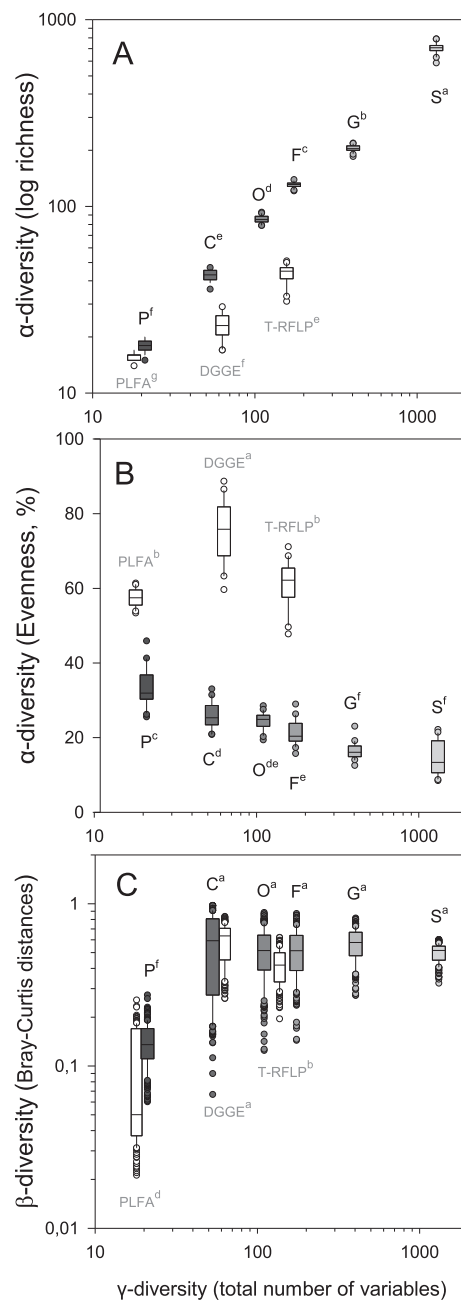 A
α-diversity (log richness)
1000
100
10
S^a
G^b
F^c
O^d
C^e
P^f
T-RFLP^e
DGGE^f
PLFA^g
10 100 1000
B
α-diversity (Evenness, %)
100
80
60
40
20
0
DGGE^a
T-RFLP^b
PLFA^b
P^c
C^d
O^de
F^e
G^f
S^f
10 100 1000
C
β-diversity (Bray-Curtis distances)
1
0,1
0,01
C^a
O^a
F^a
G^a
S^a
P^f
T-RFLP^b
DGGE^a
PLFA^d
10 100 1000
γ-diversity (total number of variables)